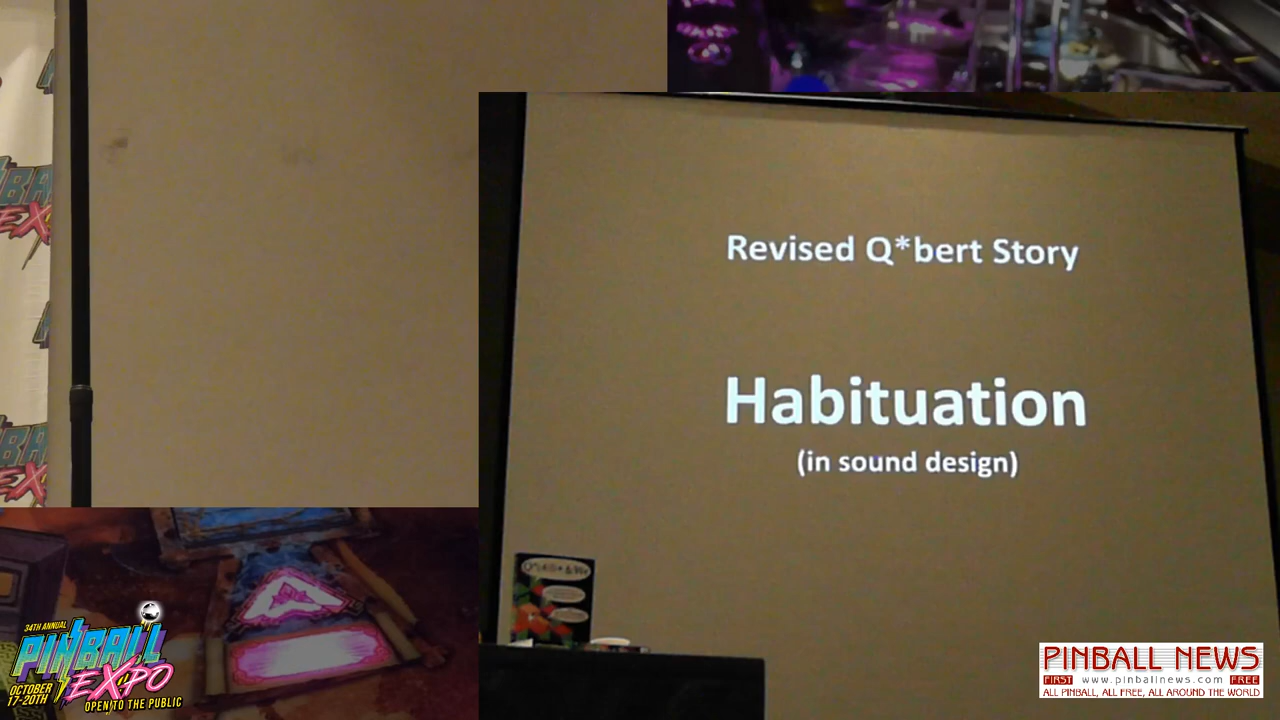 Revised Q*bert Story
Habituation
(in sound design)
34TH ANNUAL
PINBALL
EXPO
OCTOBER
17-20TH
OPEN TO THE PUBLIC
PINBALL NEWS
FIRST www.pinballnews.com FREE
ALL PINBALL, ALL FREE, ALL AROUND THE WORLD